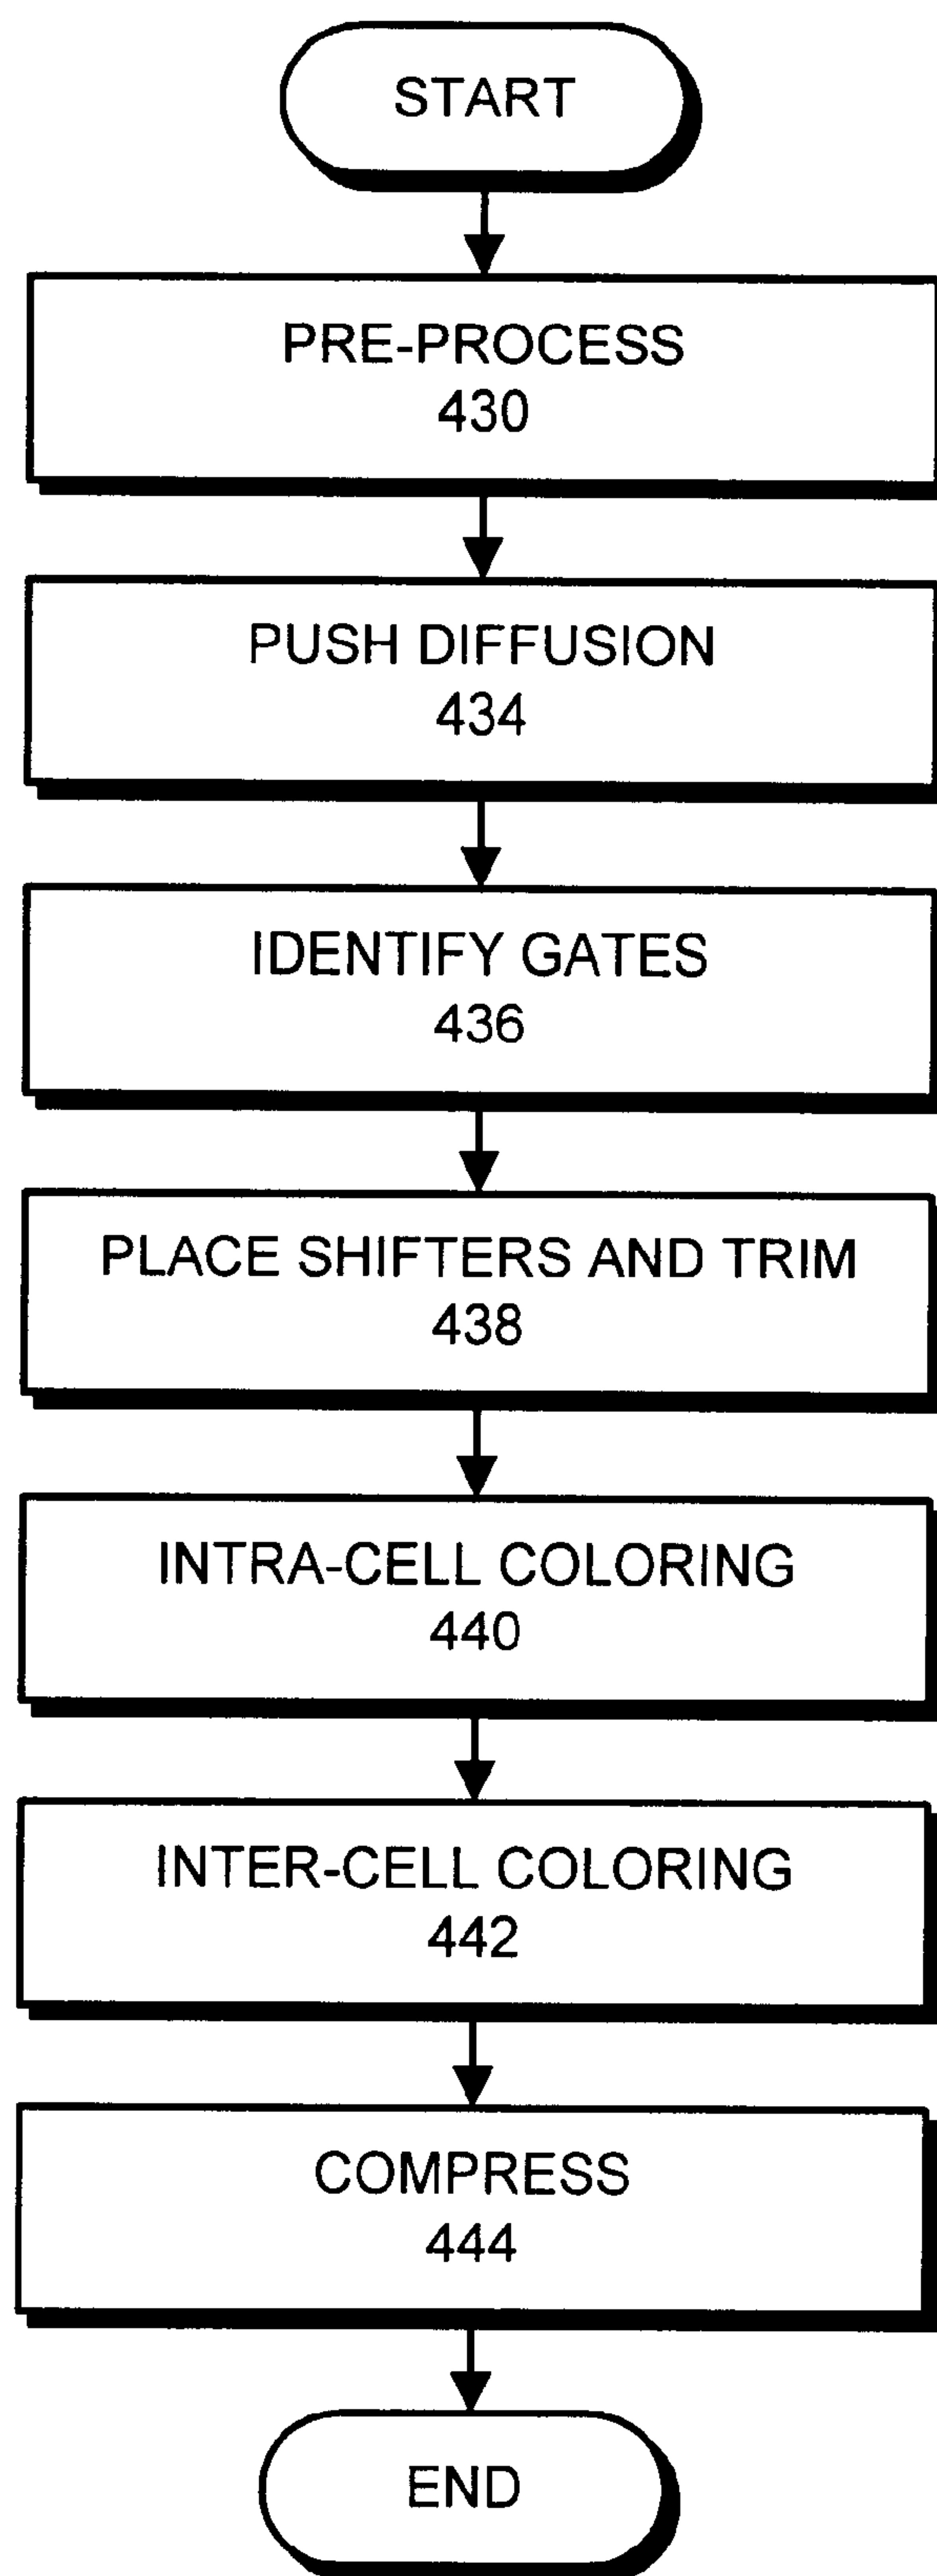 START
PRE-PROCESS
430
PUSH DIFFUSION
434
IDENTIFY GATES
436
PLACE SHIFTERS AND TRIM
438
INTRA-CELL COLORING
440
INTER-CELL COLORING
442
COMPRESS
444
END